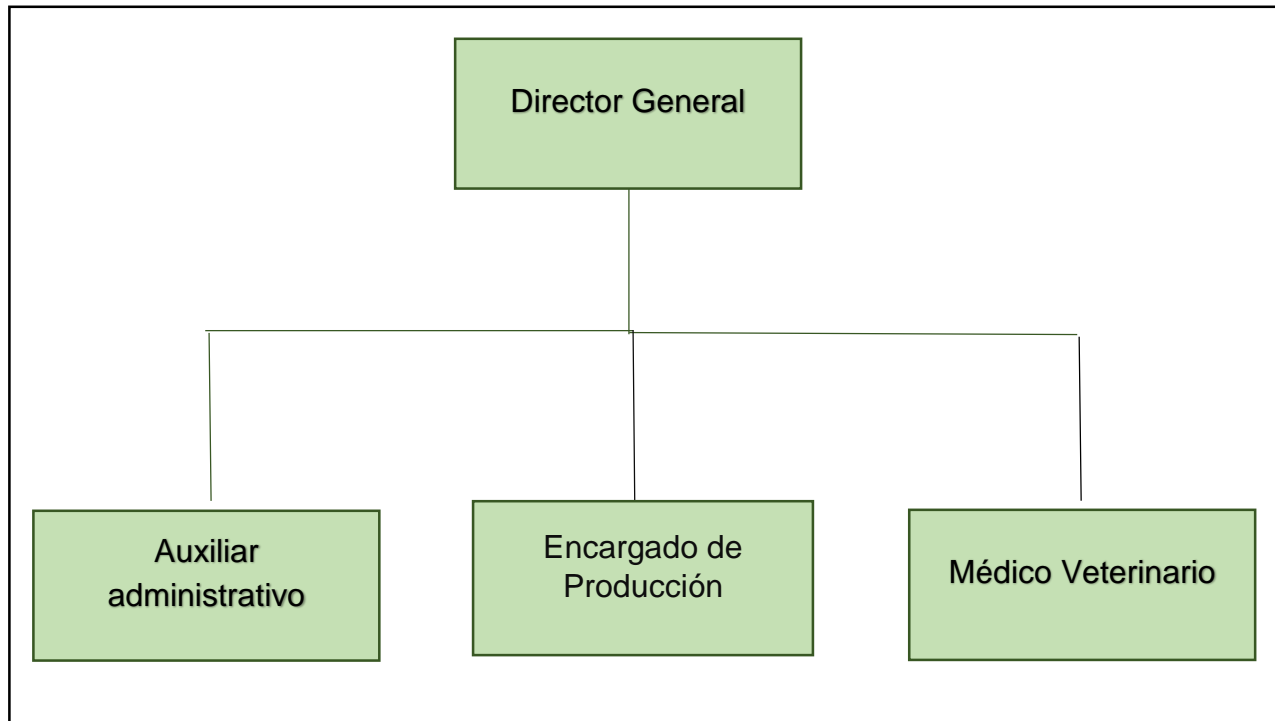 Director General
Auxiliar
administrativo
Encargado de
Producción
Médico Veterinario